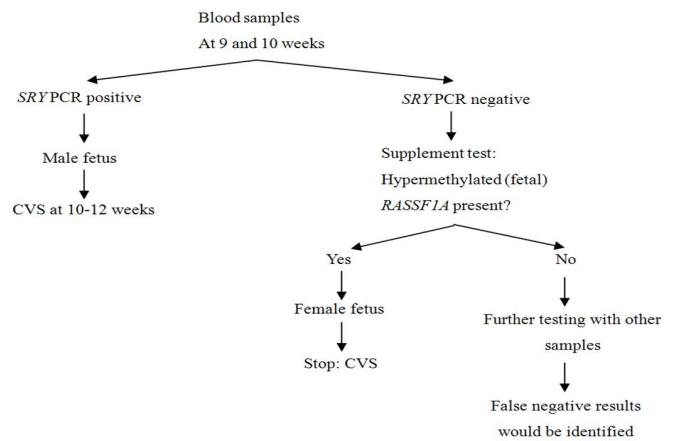 Blood samples
At 9 and 10 weeks
SRY PCR positive
SRY PCR negative
Male fetus
CVS at 10-12 weeks
Supplement test:
Hypermethylated (fetal)
RASSF1A present?
Yes
No
Female fetus
Stop: CVS
Further testing with other
samples
False negative results
would be identified